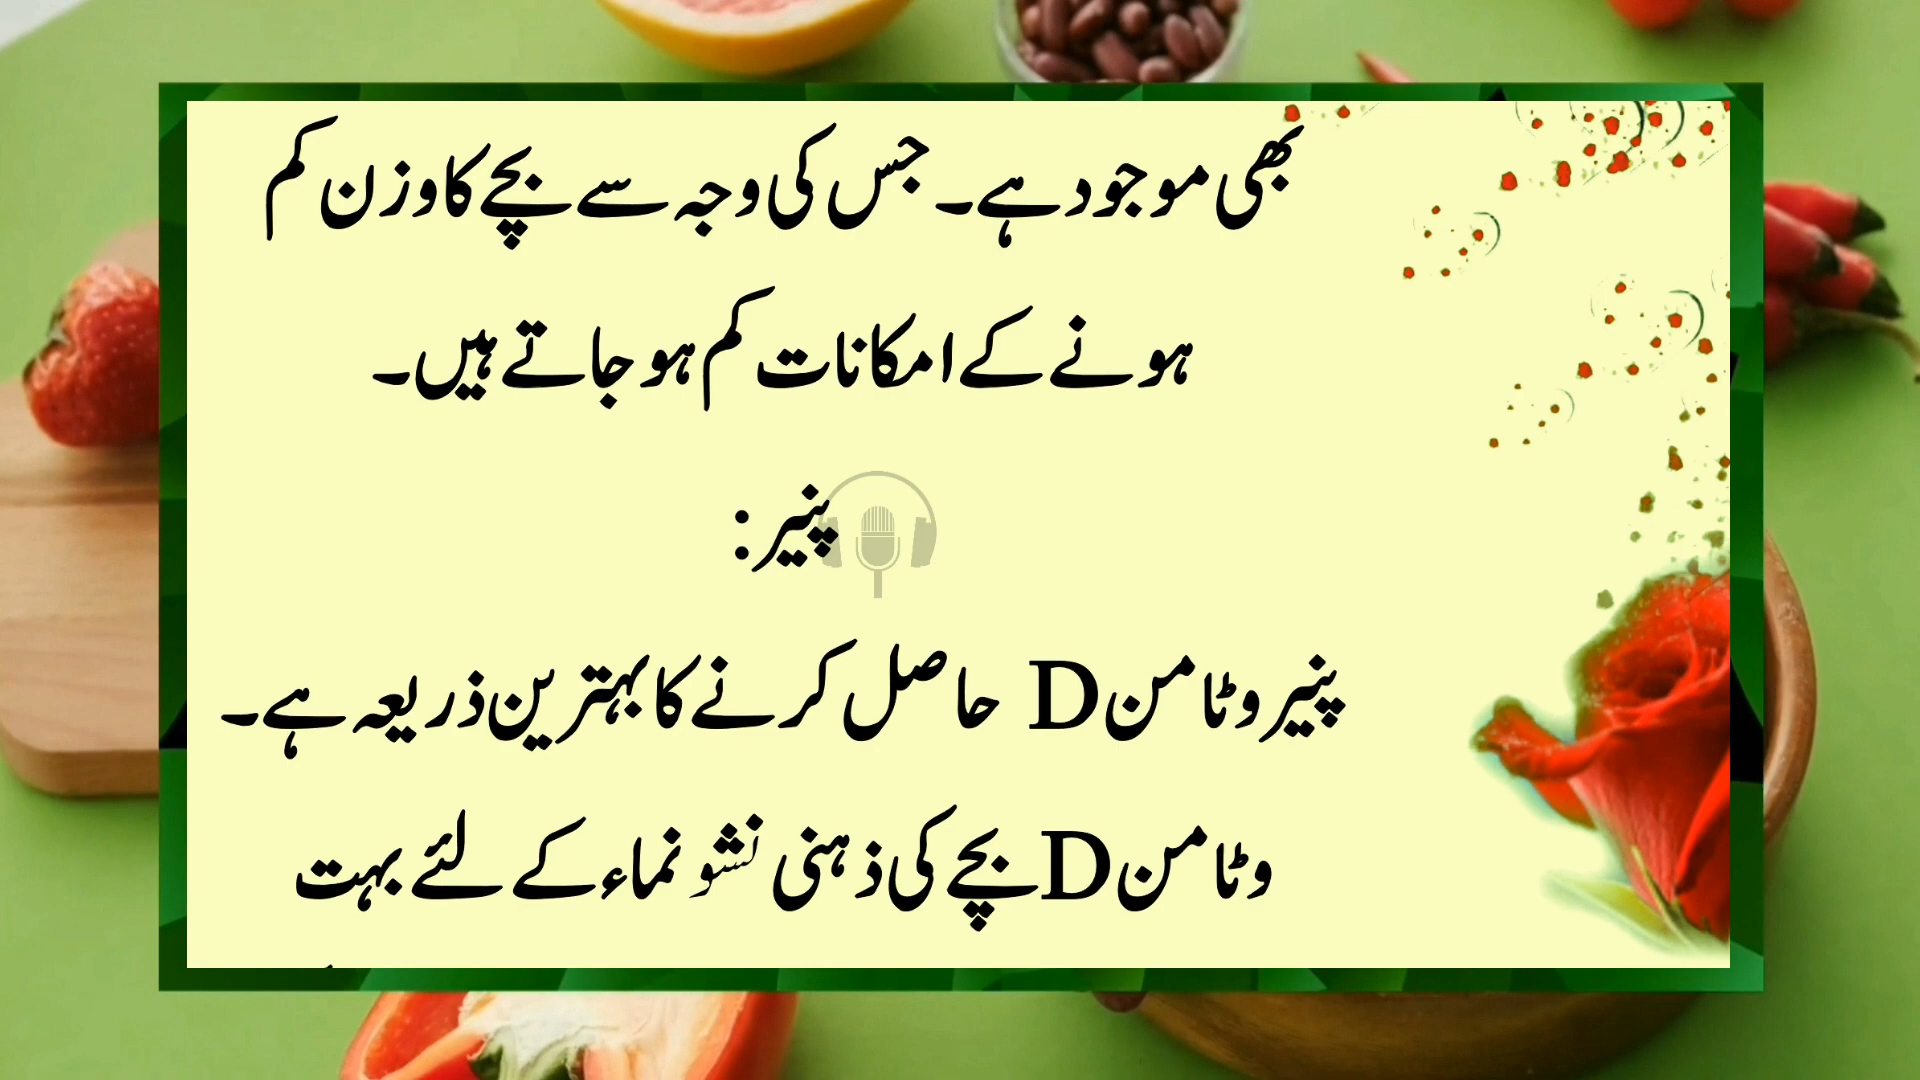 بھی موجود ہے۔ جس کی وجہ سے بچے کا وزن کم
ہونے کے امکانات کم ہو جاتے ہیں۔
پنیر:
پنیر وٹامن D حاصل کرنے کا بہترین ذریعہ ہے۔
وٹامن D بچے کی ذہنی نشو نماء کے لئے بہت